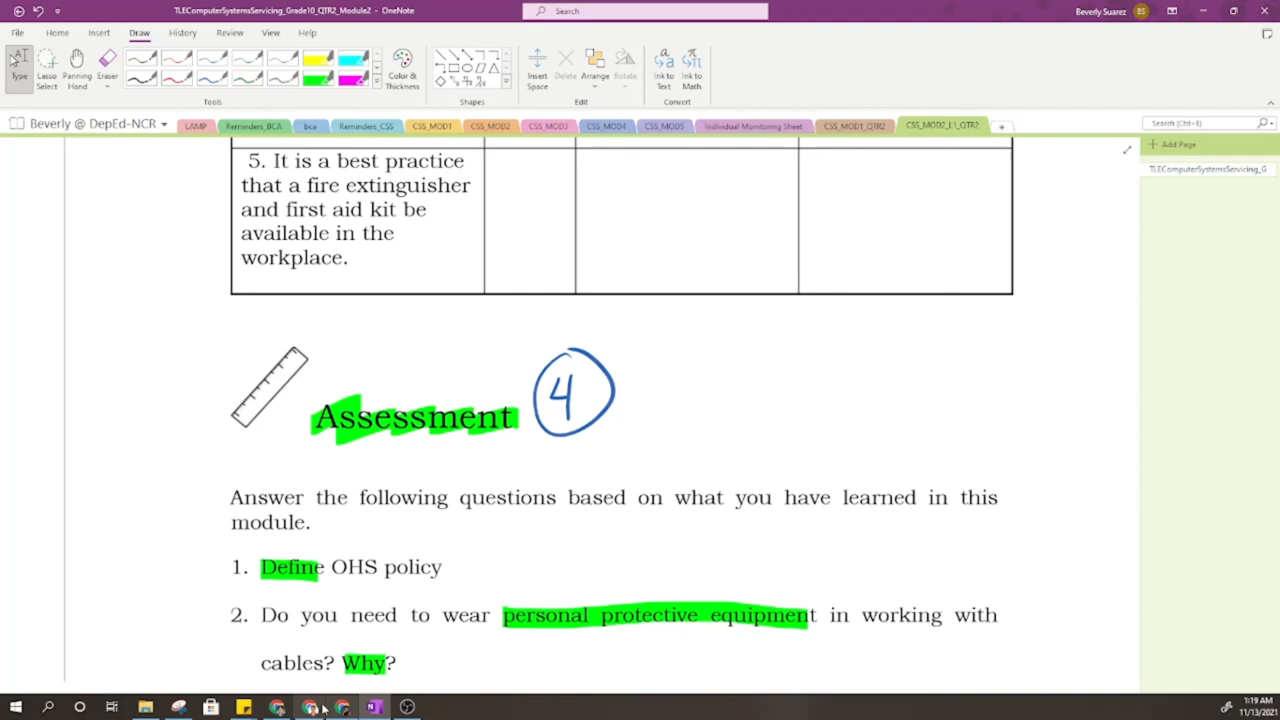 TLEComputerSystemsServicing_Grade10_QTR2_Module2 - OneNote
Search
Beverly Suarez
BS
File Home Insert Draw History Review View Help
Type
Lasso Select
Panning Hand
Eraser
Color & Thickness
Insert Space
Delete
Arrange
Rotate
Ink to Text
Ink to Math
Tools
Shapes
Edit
Convert
Beverly @ DepEd-NCR
LAMP
Reminders_BCA
bca
Reminders_CSS
CSS_MOD1
CSS_MOD2
CSS_MOD3
CSS_MOD4
CSS_MOD5
Individual Monitoring Sheet
CSS_MOD1_QTR2
CSS_MOD2_L1_QTR2
Search (Ctrl+E)
Add Page
TLEComputerSystemsServicing_G
5. It is a best practice
that a fire extinguisher
and first aid kit be
available in the
workplace.
Assessment 4
Answer the following questions based on what you have learned in this
module.
1. Define OHS policy
2. Do you need to wear personal protective equipment in working with
cables? Why?
1:19 AM
11/13/2021